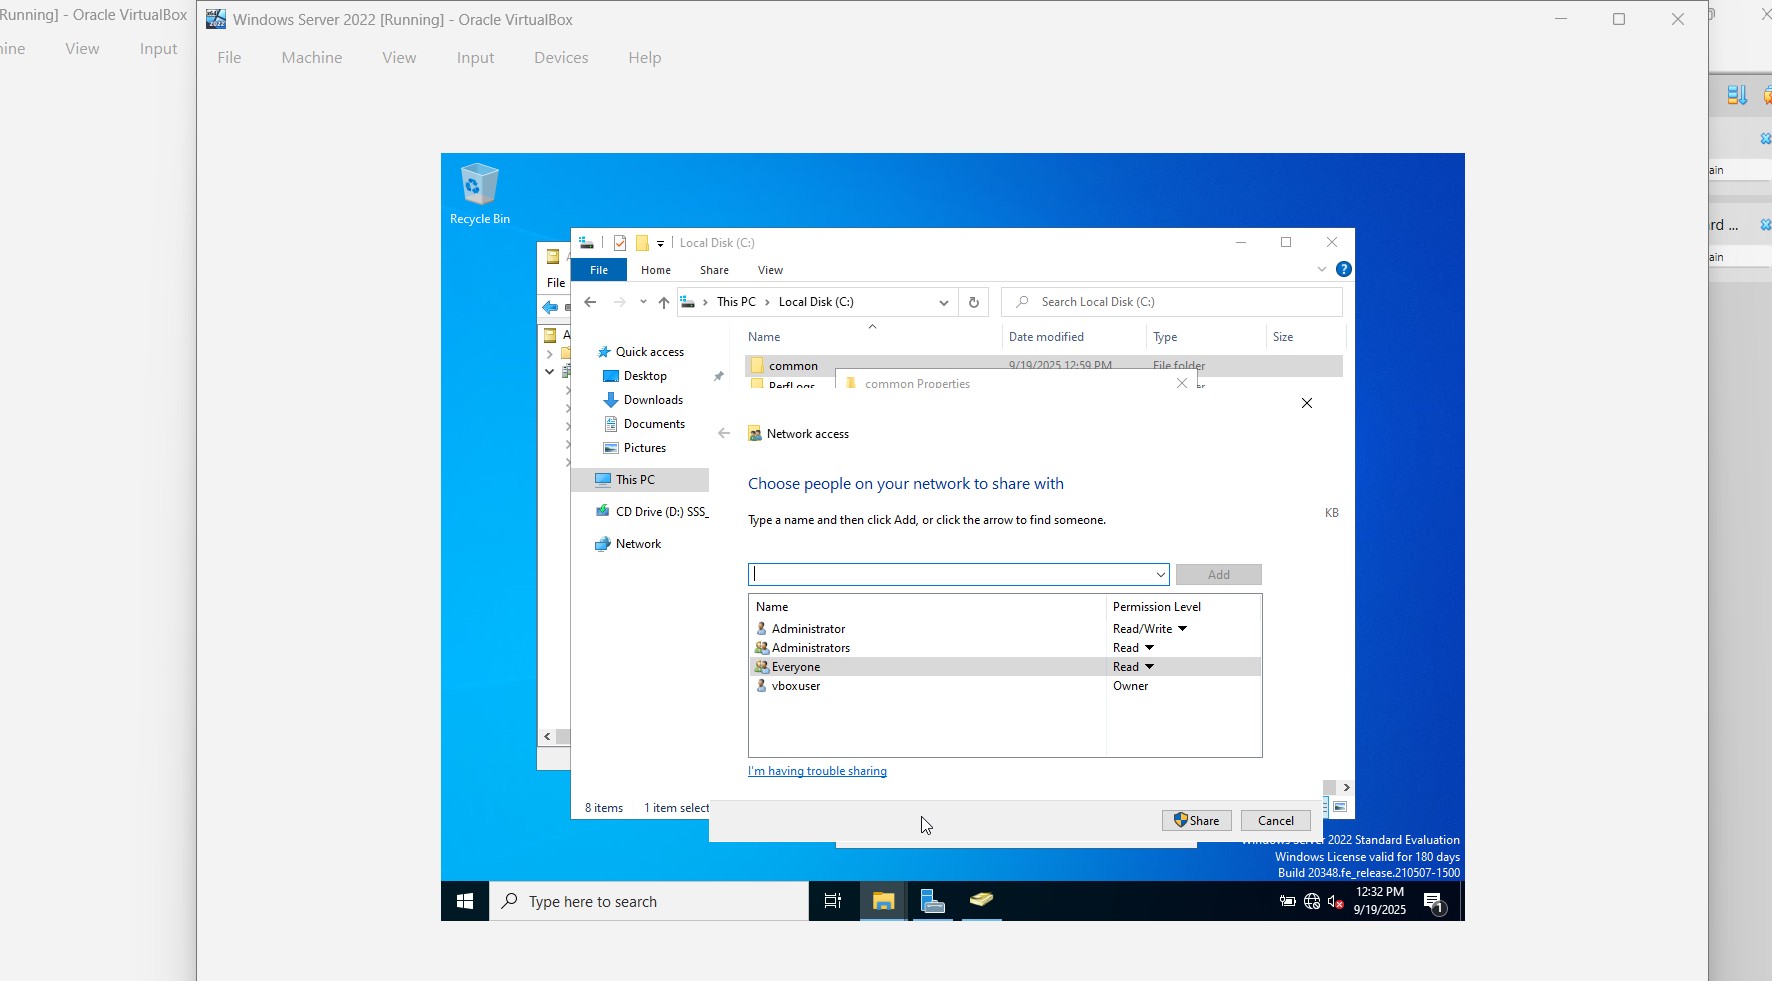 Running] - Oracle VirtualBox
Windows Server 2022 [Running] - Oracle VirtualBox
View Input
File Machine View Input Devices Help
Recycle Bin
Local Disk (C:)
File Home Share View
File
This PC › Local Disk (C:)
Search Local Disk (C:)
Name Date modified Type Size
Quick access
Desktop
Downloads
Documents
Pictures
This PC
CD Drive (D:) SSS_
Network
common 9/19/2025 12:59 PM File folder
PerfLogs
common Properties
Network access
Choose people on your network to share with
Type a name and then click Add, or click the arrow to find someone.
KB
Add
Name Permission Level
Administrator Read/Write
Administrators Read
Everyone Read
vboxuser Owner
I'm having trouble sharing
8 items 1 item select
Share Cancel
Windows Server 2022 Standard Evaluation
Windows License valid for 180 days
Build 20348.fe_release.210507-1500
Type here to search
12:32 PM
9/19/2025
1